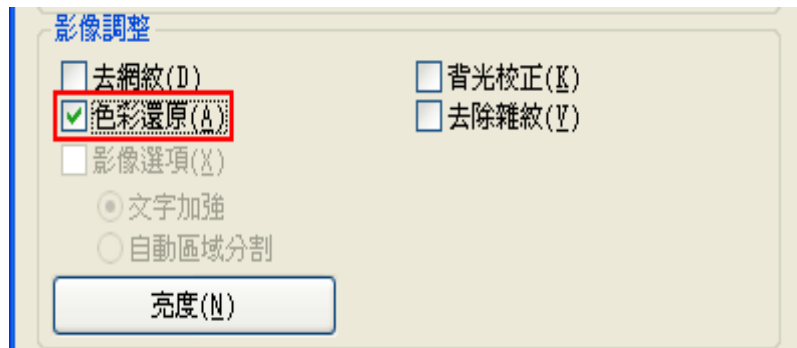 影像調整
去網紋(D)
背光校正(K)
色彩還原(A)
去除雜紋(V)
影像選項(X)
文字加強
自動區域分割
亮度(N)